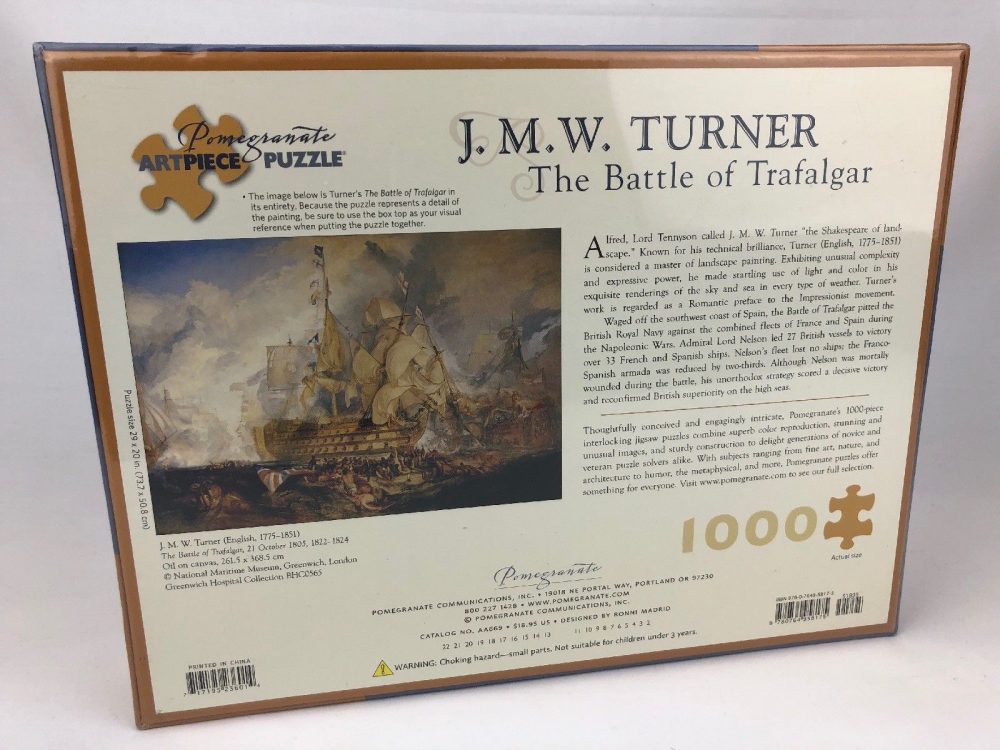 Pomegranate
ARTPIECE PUZZLE
• The image below is Turner's The Battle of Trafalgar in
its entirety. Because the puzzle represents a detail of
the painting, be sure to use the box top as your visual
reference when putting the puzzle together.
J. M. W. TURNER
The Battle of Trafalgar
Alfred, Lord Tennyson called J. M. W. Turner "the Shakespeare of land-
scape." Known for his technical brilliance, Turner (English, 1775–1851)
is considered a master of landscape painting. Exhibiting unusual complexity
and expressive power, he made startling use of light and color in his
exquisite renderings of the sky and sea in every type of weather. Turner's
work is regarded as a Romantic preface to the Impressionist movement.
Waged off the southwest coast of Spain, the Battle of Trafalgar pitted the
British Royal Navy against the combined fleets of France and Spain during
the Napoleonic Wars. Admiral Lord Nelson led 27 British vessels to victory
over 33 French and Spanish ships. Nelson's fleet lost no ships; the Franco-
Spanish armada was reduced by two-thirds. Although Nelson was mortally
wounded during the battle, his unorthodox strategy scored a decisive victory
and reconfirmed British superiority on the high seas.
Thoughtfully conceived and engagingly intricate, Pomegranate's 1000-piece
interlocking jigsaw puzzles combine superb color reproduction, stunning and
unusual images, and sturdy construction to delight generations of novice and
veteran puzzle solvers alike. With subjects ranging from fine art, nature, and
architecture to humor, the metaphysical, and more, Pomegranate puzzles offer
something for everyone. Visit www.pomegranate.com to see our full selection.
1000
Actual size
Puzzle size 29 x 20 in. (73.7 x 50.8 cm)
J. M. W. Turner (English, 1775–1851)
The Battle of Trafalgar, 21 October 1805, 1822–1824
Oil on canvas, 261.5 x 368.5 cm
© National Maritime Museum, Greenwich, London
Greenwich Hospital Collection BHC0565
Pomegranate
POMEGRANATE COMMUNICATIONS, INC. • 19018 NE PORTAL WAY, PORTLAND OR 97230
800 227 1428 • WWW.POMEGRANATE.COM
© POMEGRANATE COMMUNICATIONS, INC.
CATALOG NO. AA669 • $18.95 US • DESIGNED BY RONNI MADRID
22 21 20 19 18 17 16 15 14 13 11 10 9 8 7 6 5 4 3 2
WARNING: Choking hazard—small parts. Not suitable for children under 3 years.
PRINTED IN CHINA